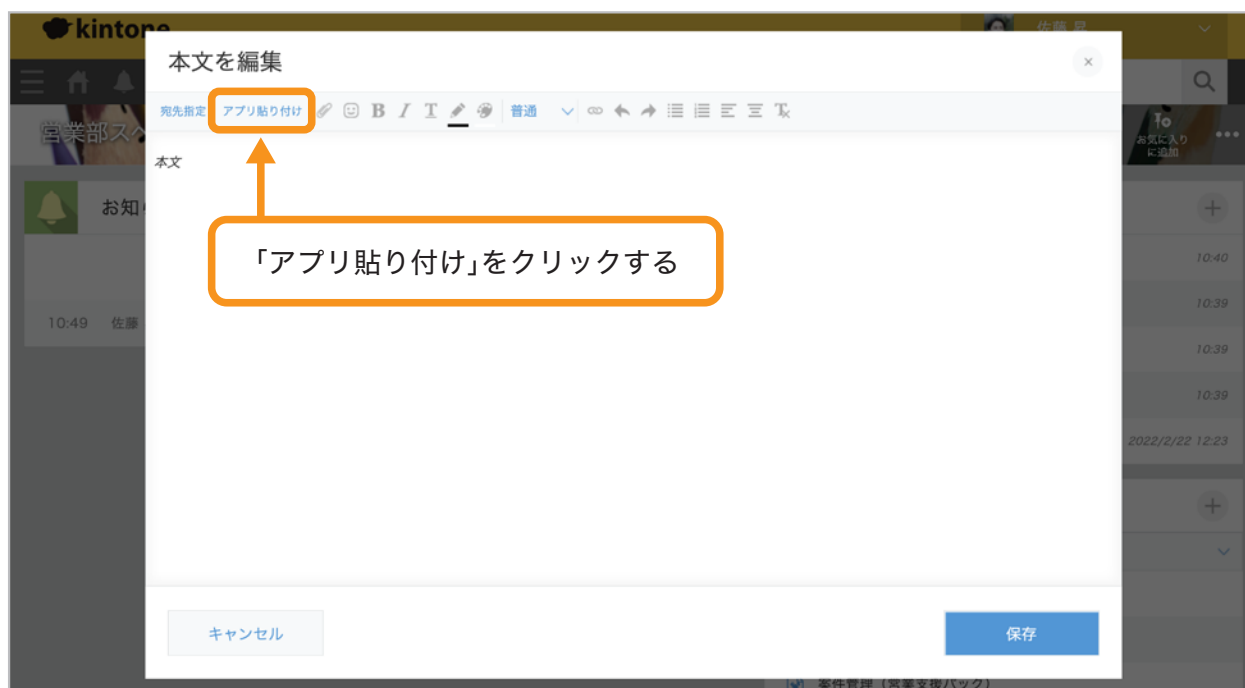 kintone
佐藤 昇
本文を編集
×
宛先指定 アプリ貼り付け B I T 普通
営業部スペ
お気に入り
に追加
本文
お知ら
「アプリ貼り付け」をクリックする
10:40
10:39
10:49 佐藤
10:39
10:39
2022/2/22 12:23
キャンセル
保存
案件管理（営業支援パック）